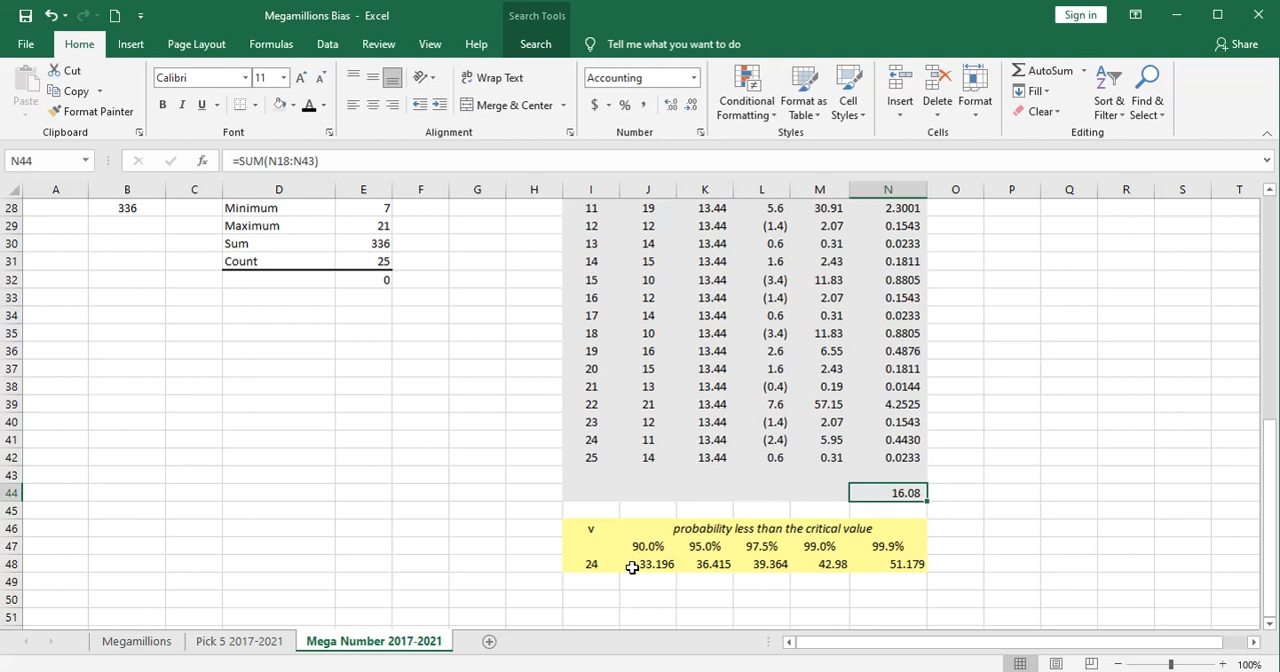 Megamillions Bias - Excel
Search Tools
Sign in
File Home Insert Page Layout Formulas Data Review View Help Search Tell me what you want to do Share
Paste
Cut
Copy
Format Painter
Clipboard
Calibri 11
B I U
Font
Wrap Text
Merge & Center
Alignment
Accounting
$ % ,
Number
Conditional Formatting
Format as Table
Cell Styles
Styles
Insert Delete Format
Cells
AutoSum
Fill
Clear
Sort & Filter
Find & Select
Editing
N44 fx =SUM(N18:N43)
A B C D E F G H I J K L M N O P Q R S T
28 336 Minimum 7 11 19 13.44 5.6 30.91 2.3001
29 Maximum 21 12 12 13.44 (1.4) 2.07 0.1543
30 Sum 336 13 14 13.44 0.6 0.31 0.0233
31 Count 25 14 15 13.44 1.6 2.43 0.1811
32 0 15 10 13.44 (3.4) 11.83 0.8805
33 16 12 13.44 (1.4) 2.07 0.1543
34 17 14 13.44 0.6 0.31 0.0233
35 18 10 13.44 (3.4) 11.83 0.8805
36 19 16 13.44 2.6 6.55 0.4876
37 20 15 13.44 1.6 2.43 0.1811
38 21 13 13.44 (0.4) 0.19 0.0144
39 22 21 13.44 7.6 57.15 4.2525
40 23 12 13.44 (1.4) 2.07 0.1543
41 24 11 13.44 (2.4) 5.95 0.4430
42 25 14 13.44 0.6 0.31 0.0233
43
44 16.08
45
46 v probability less than the critical value
47 90.0% 95.0% 97.5% 99.0% 99.9%
48 24 33.196 36.415 39.364 42.98 51.179
49
50
51
Megamillions Pick 5 2017-2021 Mega Number 2017-2021
100%